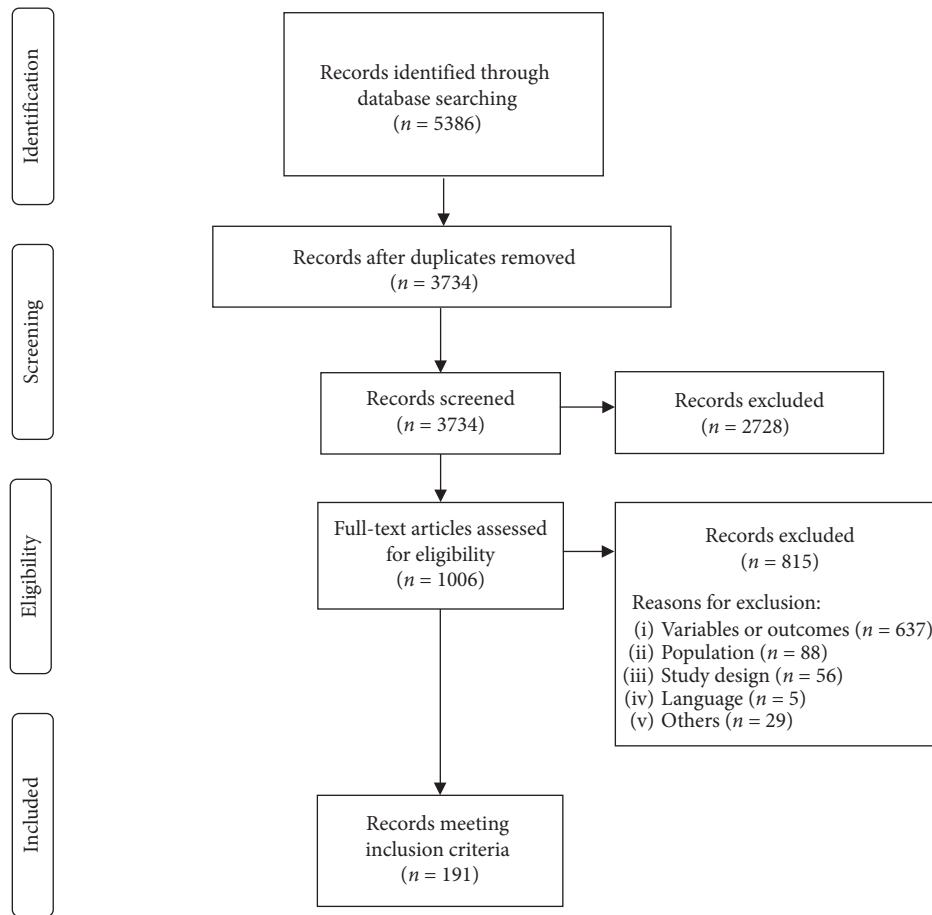 Identification
Records identified through
database searching
(n = 5386)
Records after duplicates removed
(n = 3734)
Screening
Records screened
(n = 3734)
Records excluded
(n = 2728)
Eligibility
Full-text articles assessed
for eligibility
(n = 1006)
Records excluded
(n = 815)
Reasons for exclusion:
(i) Variables or outcomes (n = 637)
(ii) Population (n = 88)
(iii) Study design (n = 56)
(iv) Language (n = 5)
(v) Others (n = 29)
Included
Records meeting
inclusion criteria
(n = 191)